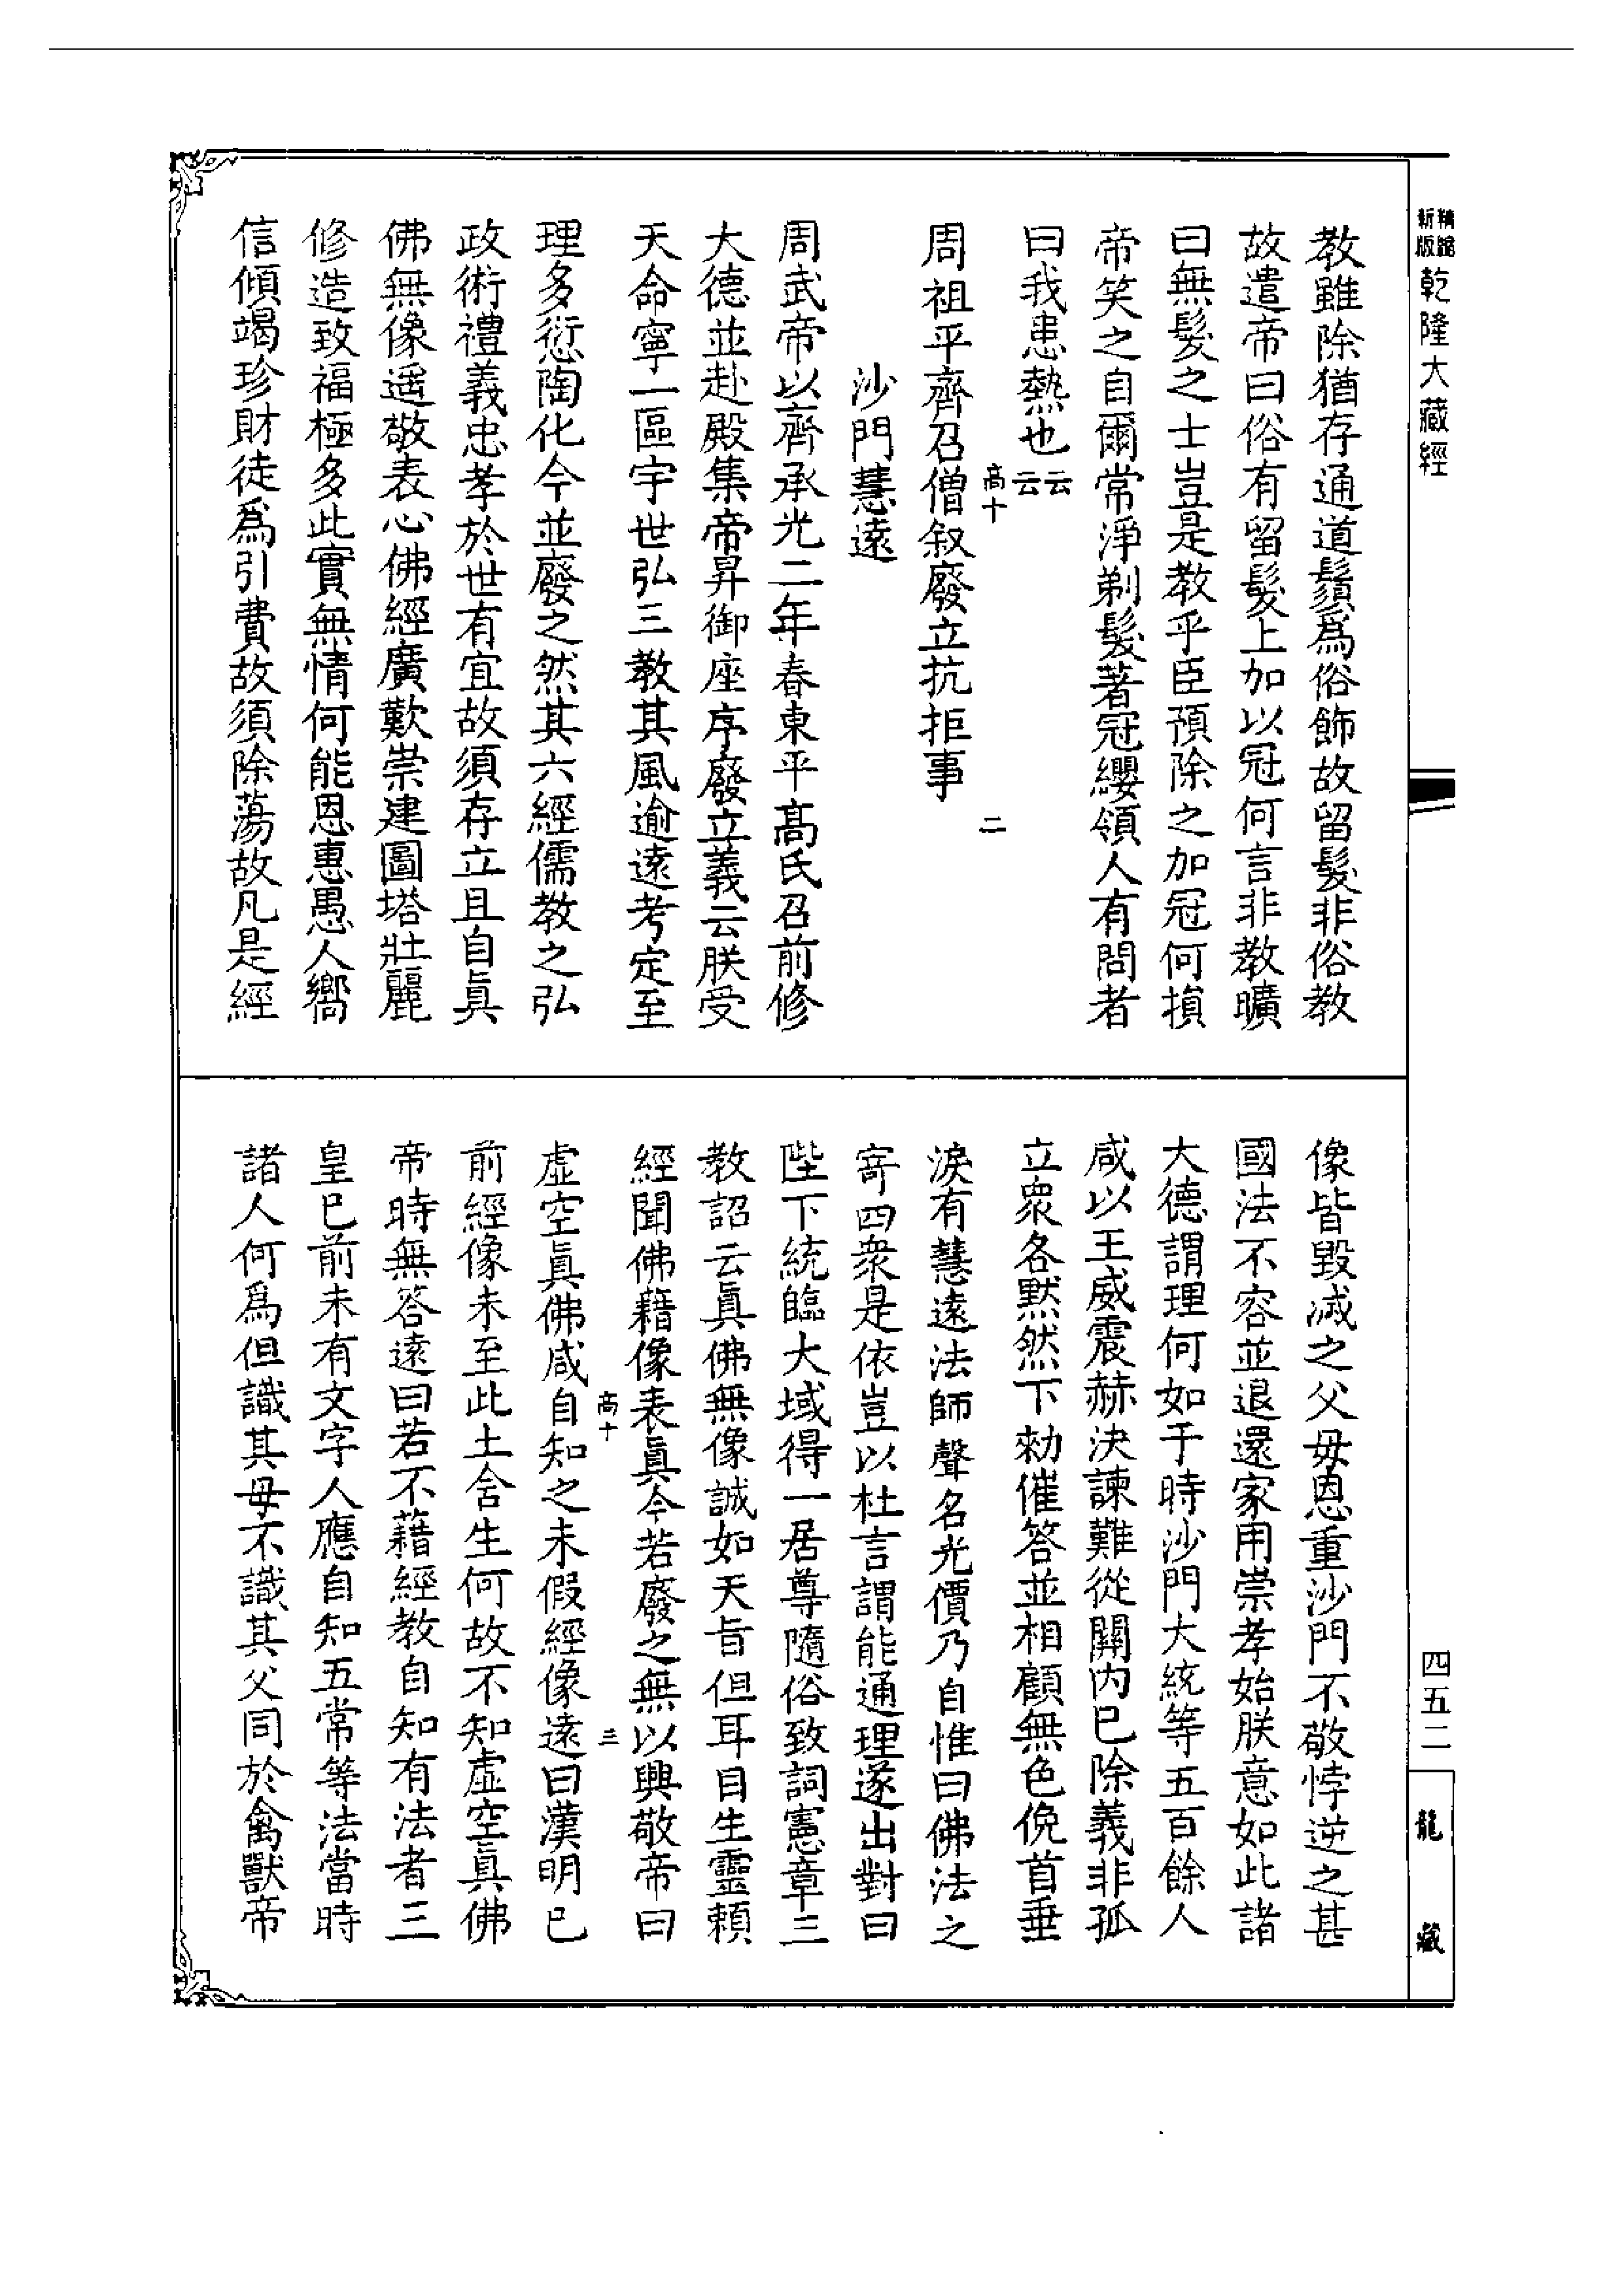 新版
精縮
乾隆大藏經
教雖除猶存通道鬚爲俗飾故留髮非俗教
故遣帝曰俗有留髮上加以冠何言非教曠
曰無髮之士豈是教乎臣預除之加冠何損
帝笑之自爾常淨剃髮著冠纓領人有問者
曰我患熱也云云
高十
二
周祖平齊召僧叙廢立抗拒事
沙門慧遠
周武帝以齊承光二年春東平高氏召前修
大德並赴殿集帝昇御座序廢立義云朕受
天命寧一區宇世弘三教其風逾遠考定至
理多愆陶化今並廢之然其六經儒教之弘
政術禮義忠孝於世有宜故須存立且自眞
佛無像遥敬表心佛經廣歎崇建圖塔壯麗
修造致福極多此實無情何能恩惠愚人嚮
信傾竭珍財徒爲引費故須除蕩故凡是經
像皆毀滅之父母恩重沙門不敬悖逆之甚
國法不容並退還家用崇孝始朕意如此諸
大德謂理何如于時沙門大統等五百餘人
咸以王威震赫決諫難從關内已除義非孤
立衆各默然下勑催答並相顧無色俛首垂
淚有慧遠法師聲名光價乃自惟曰佛法之
寄四衆是依豈以杜言謂能通理遂出對曰
陛下統臨大域得一居尊隨俗致詞憲章三
教詔云眞佛無像誠如天旨但耳目生靈賴
經聞佛藉像表眞今若廢之無以興敬帝曰
高十
三
虛空眞佛咸自知之未假經像遠曰漢明已
前經像未至此土含生何故不知虛空眞佛
帝時無答遠曰若不藉經教自知有法者三
皇已前未有文字人應自知五常等法當時
諸人何爲但識其母不識其父同於禽獸帝
四五二
龍藏